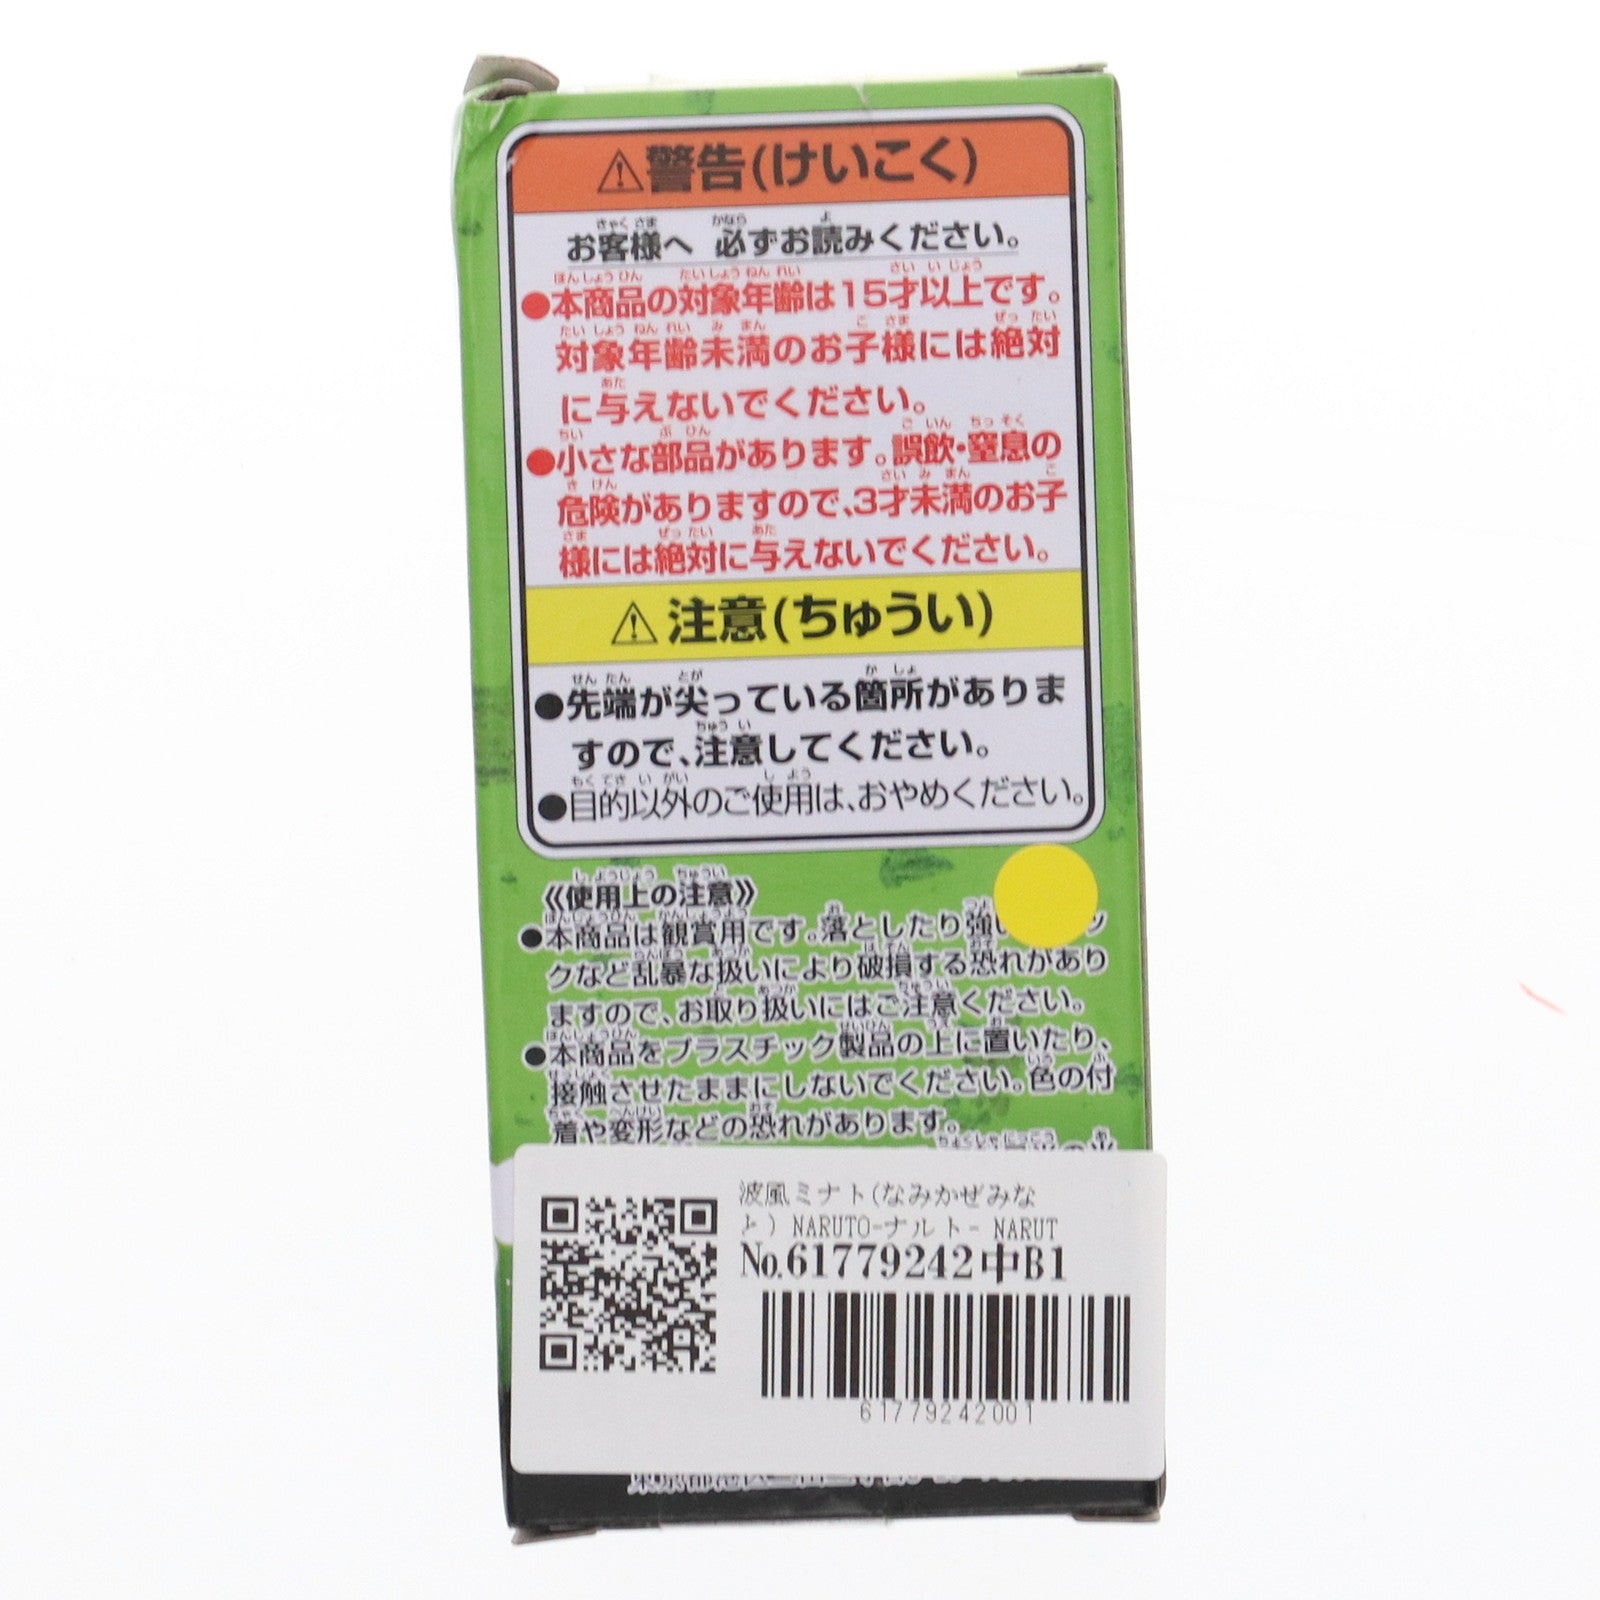 ⚠警告(けいこく)
お客様へ 必ずお読みください。
●本商品の対象年齢は15才以上です。
対象年齢未満のお子様には絶対
に与えないでください。
●小さな部品があります。誤飲・窒息の
危険がありますので、3才未満のお子
様には絶対に与えないでください。
⚠注意(ちゅうい)
●先端が尖っている箇所がありま
すので、注意してください。
●目的以外のご使用は、おやめください。
《使用上の注意》
●本商品は観賞用です。落としたり強い
クなど乱暴な扱いにより破損する恐れがあり
ますので、お取り扱いにはご注意ください。
●本商品をプラスチック製品の上に置いたり、
接触させたままにしないでください。色の付
着や変形などの恐れがあります。
波風ミナト(なみかぜみな
と) NARUTO-ナルト- NARUT
No.61779242中B1
61779242001